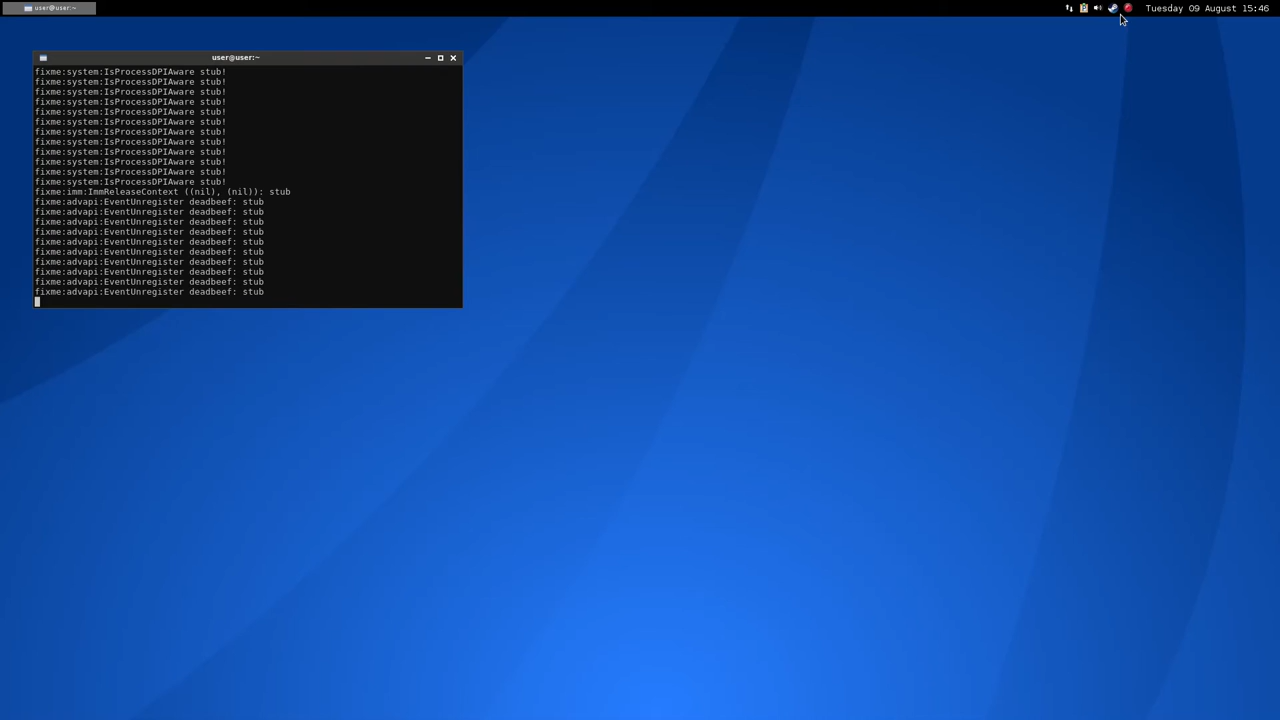 user@user:~
Tuesday 09 August 15:46
user@user:~
fixme:system:IsProcessDPIAware stub!
fixme:system:IsProcessDPIAware stub!
fixme:system:IsProcessDPIAware stub!
fixme:system:IsProcessDPIAware stub!
fixme:system:IsProcessDPIAware stub!
fixme:system:IsProcessDPIAware stub!
fixme:system:IsProcessDPIAware stub!
fixme:system:IsProcessDPIAware stub!
fixme:system:IsProcessDPIAware stub!
fixme:system:IsProcessDPIAware stub!
fixme:system:IsProcessDPIAware stub!
fixme:system:IsProcessDPIAware stub!
fixme:imm:ImmReleaseContext ((nil), (nil)): stub
fixme:advapi:EventUnregister deadbeef: stub
fixme:advapi:EventUnregister deadbeef: stub
fixme:advapi:EventUnregister deadbeef: stub
fixme:advapi:EventUnregister deadbeef: stub
fixme:advapi:EventUnregister deadbeef: stub
fixme:advapi:EventUnregister deadbeef: stub
fixme:advapi:EventUnregister deadbeef: stub
fixme:advapi:EventUnregister deadbeef: stub
fixme:advapi:EventUnregister deadbeef: stub
fixme:advapi:EventUnregister deadbeef: stub